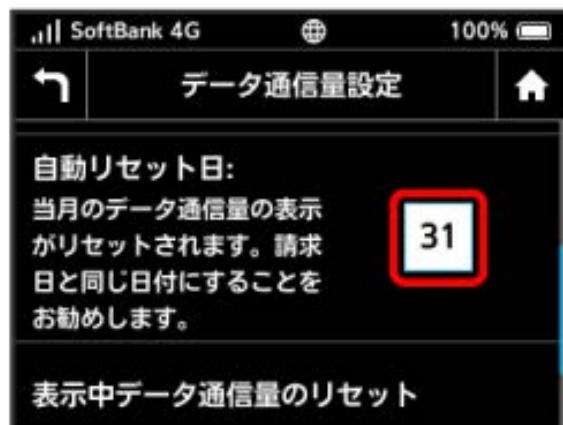 SoftBank 4G 100%
データ通信量設定
自動リセット日:
当月のデータ通信量の表示
がリセットされます。請求
日と同じ日付にすることを
お勧めします。
31
表示中データ通信量のリセット